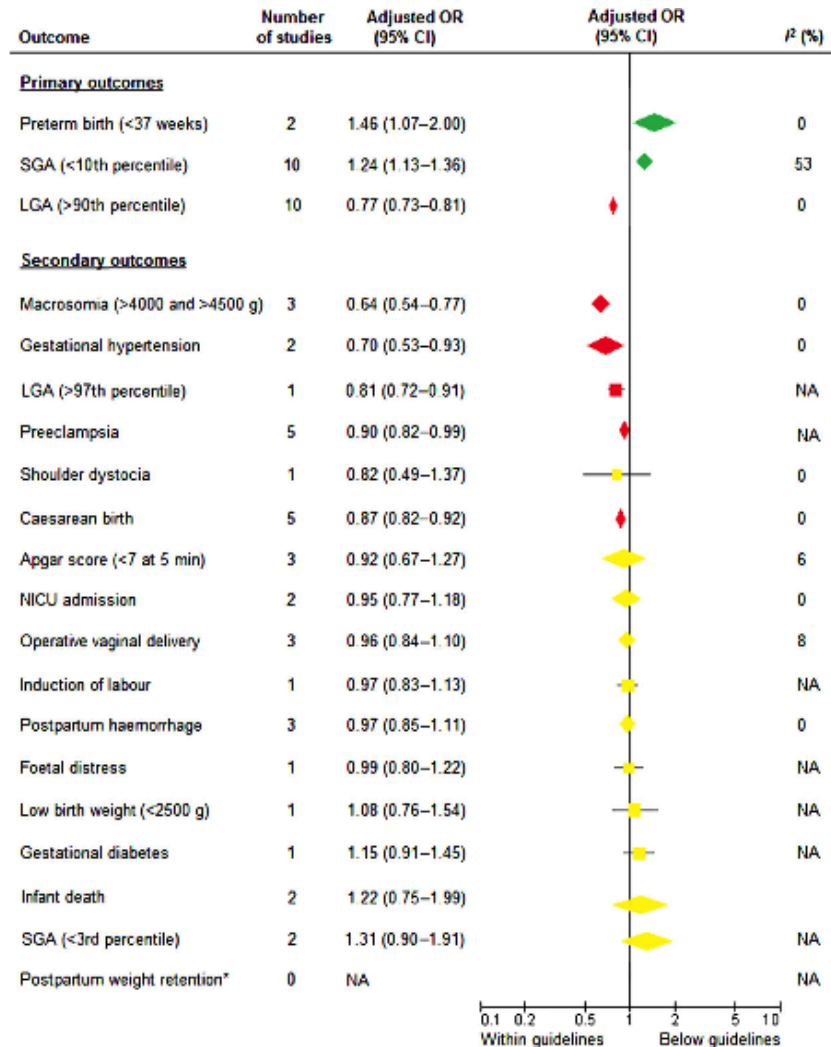 Outcome Number of studies Adjusted OR (95% CI) Adjusted OR (95% CI) I² (%)
Primary outcomes
Preterm birth (<37 weeks) 2 1.46 (1.07–2.00) 0
SGA (<10th percentile) 10 1.24 (1.13–1.36) 53
LGA (>90th percentile) 10 0.77 (0.73–0.81) 0
Secondary outcomes
Macrosomia (>4000 and >4500 g) 3 0.64 (0.54–0.77) 0
Gestational hypertension 2 0.70 (0.53–0.93) 0
LGA (>97th percentile) 1 0.81 (0.72–0.91) NA
Preeclampsia 5 0.90 (0.82–0.99) NA
Shoulder dystocia 1 0.82 (0.49–1.37) 0
Caesarean birth 5 0.87 (0.82–0.92) 0
Apgar score (<7 at 5 min) 3 0.92 (0.67–1.27) 6
NICU admission 2 0.95 (0.77–1.18) 0
Operative vaginal delivery 3 0.96 (0.84–1.10) 8
Induction of labour 1 0.97 (0.83–1.13) NA
Postpartum haemorrhage 3 0.97 (0.85–1.11) 0
Foetal distress 1 0.99 (0.80–1.22) NA
Low birth weight (<2500 g) 1 1.08 (0.76–1.54) NA
Gestational diabetes 1 1.15 (0.91–1.45) NA
Infant death 2 1.22 (0.75–1.99)
SGA (<3rd percentile) 2 1.31 (0.90–1.91) NA
Postpartum weight retention* 0 NA NA
0.1 0.2 0.5 1 2 5 10
Within guidelines Below guidelines